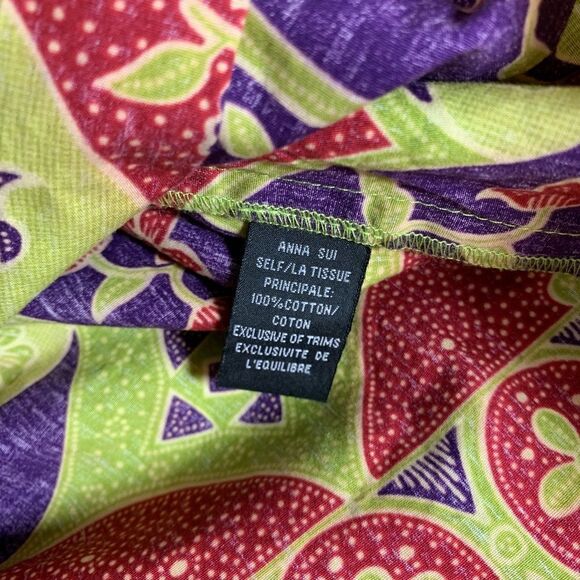 ANNA SUI
SELF/LA TISSUE
PRINCIPALE:
100%COTTON/
COTON
EXCLUSIVE OF TRIMS
EXCLUSIVITE DE
L'EQUILIBRE